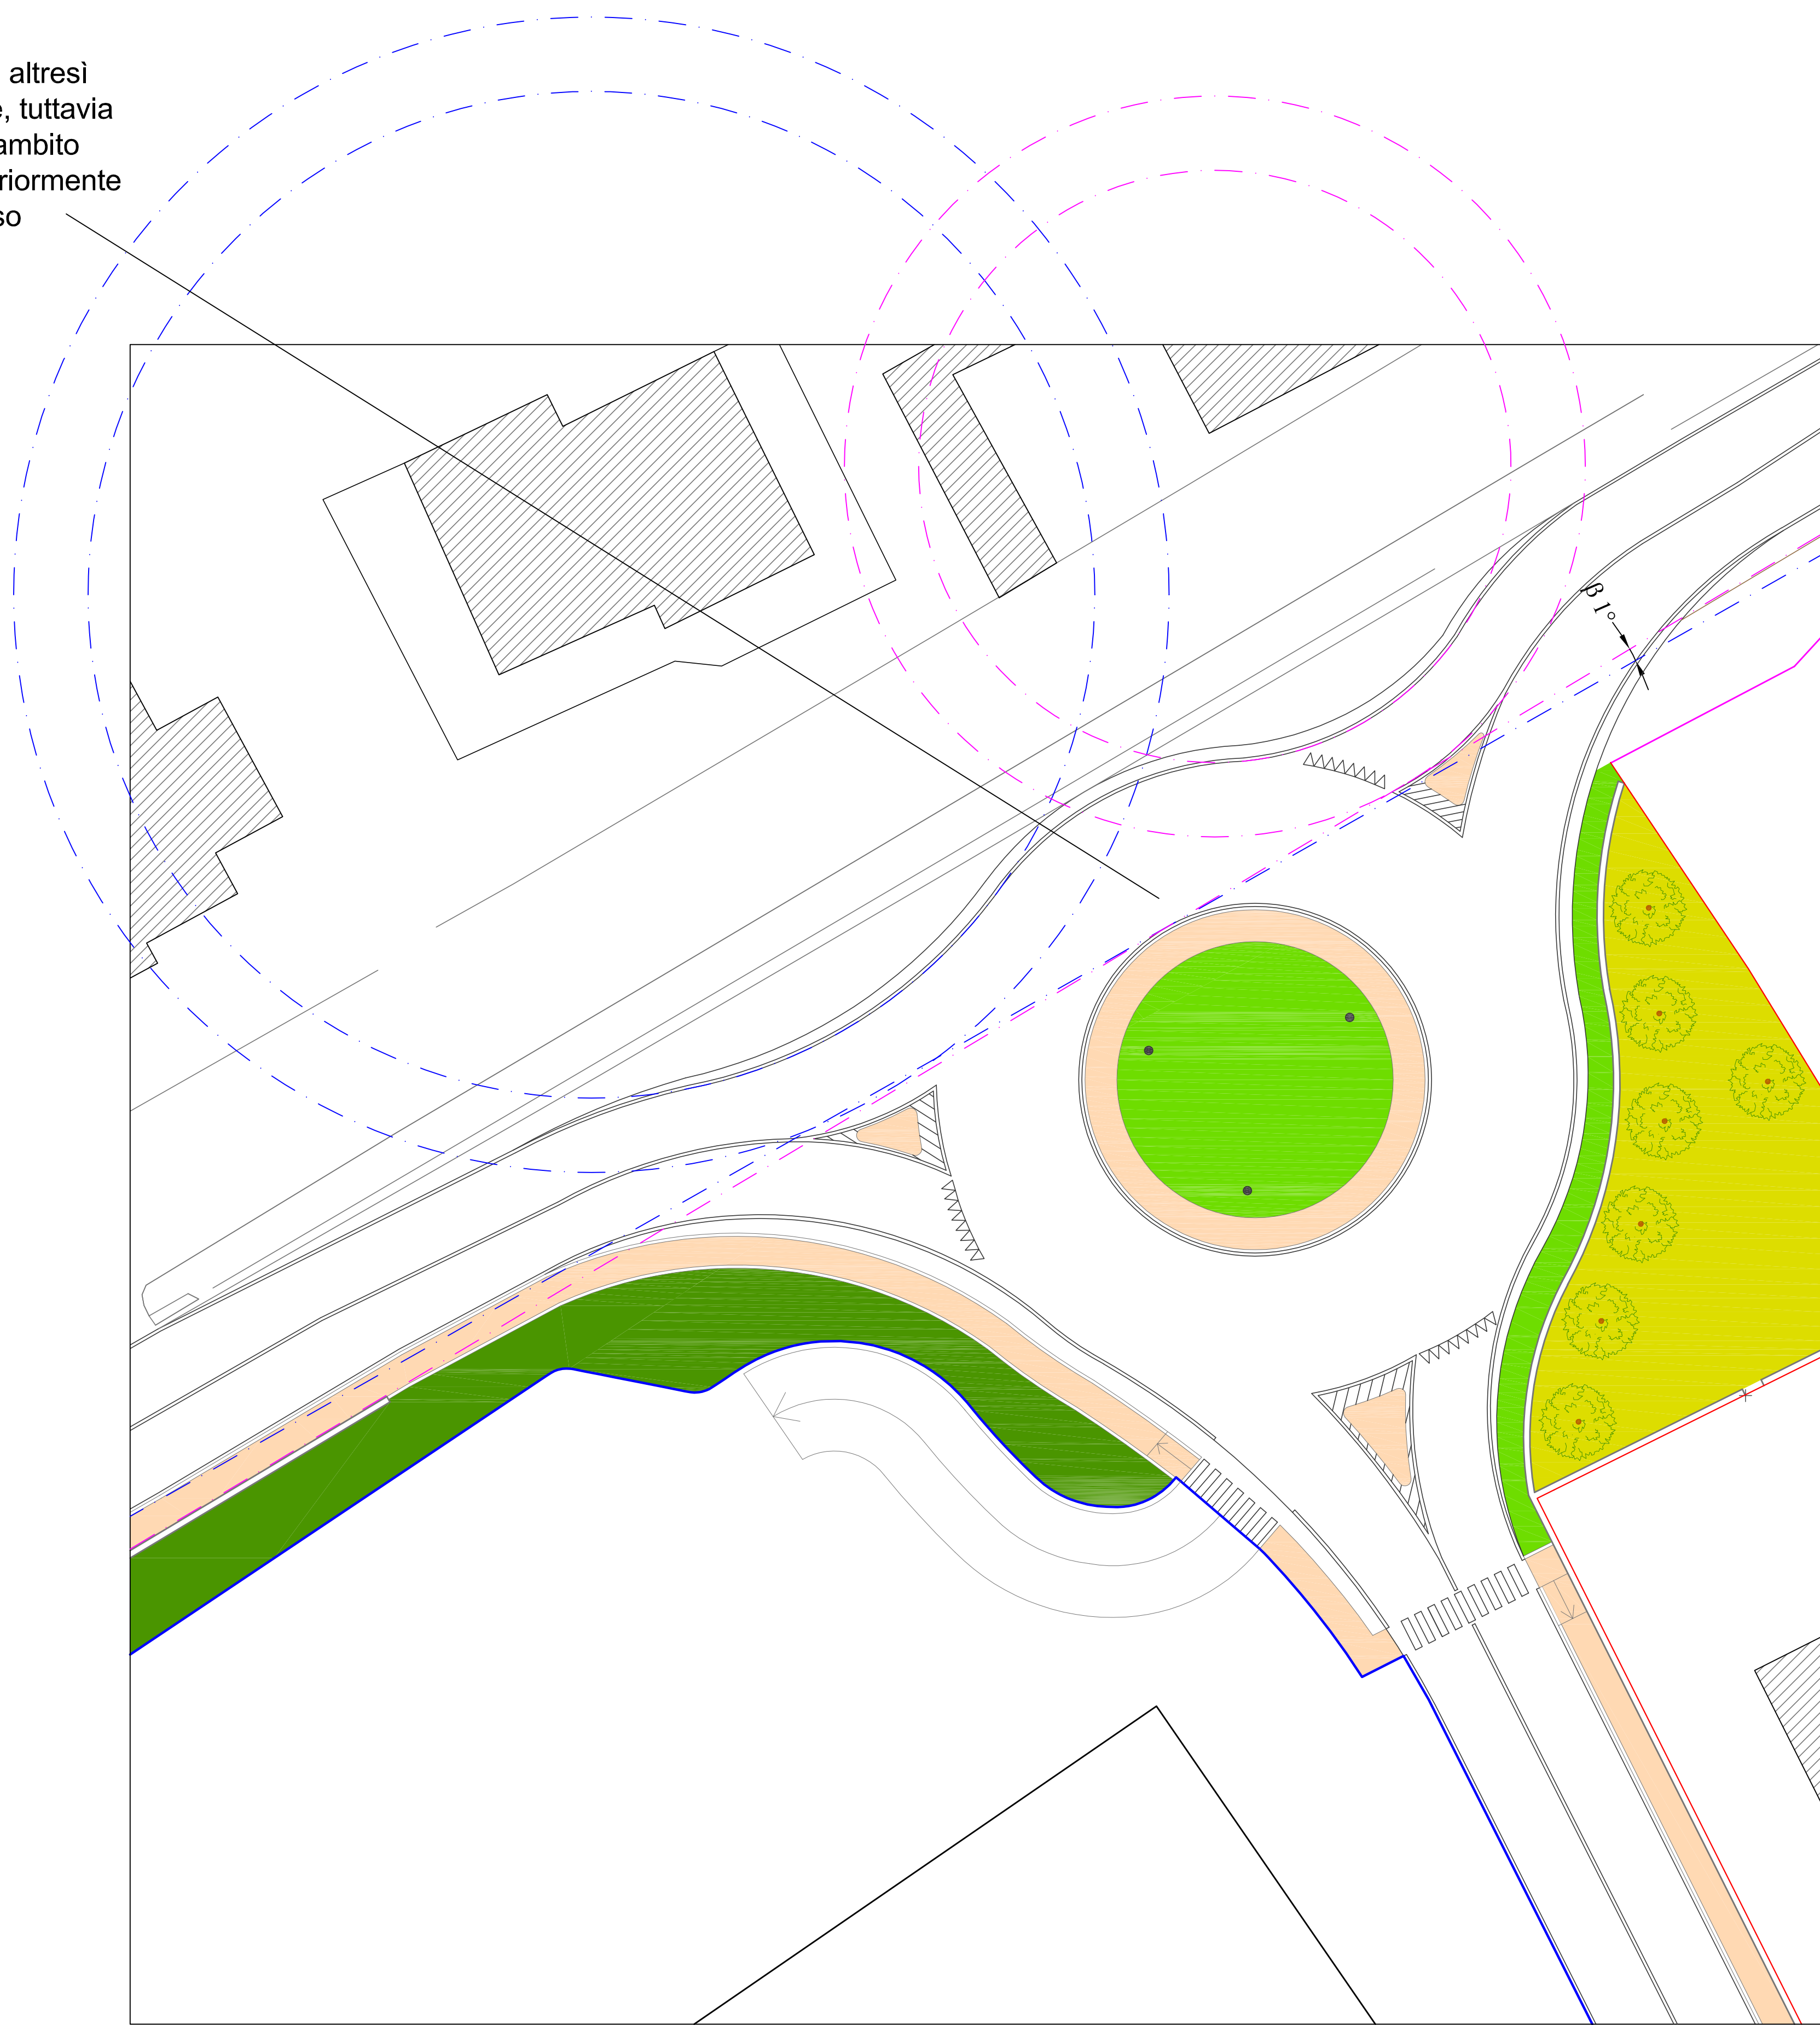 altresì
, tuttavia
ambito
riormente
so
β 1°